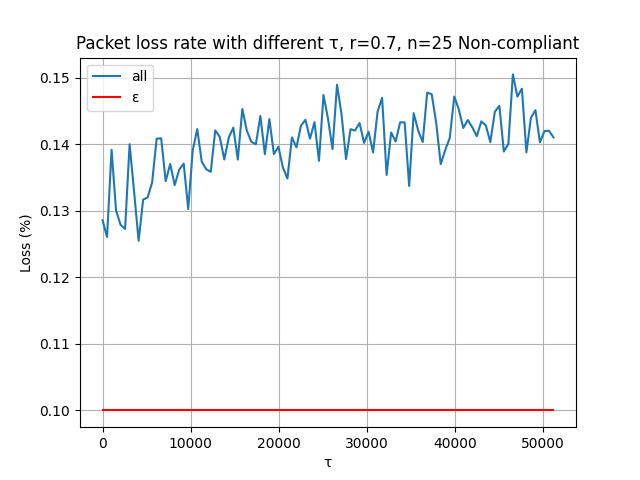 Packet loss rate with different τ, r=0.7, n=25 Non-compliant
all
ε
Loss (%)
0.15
0.14
0.13
0.12
0.11
0.10
0 10000 20000 30000 40000 50000
τ